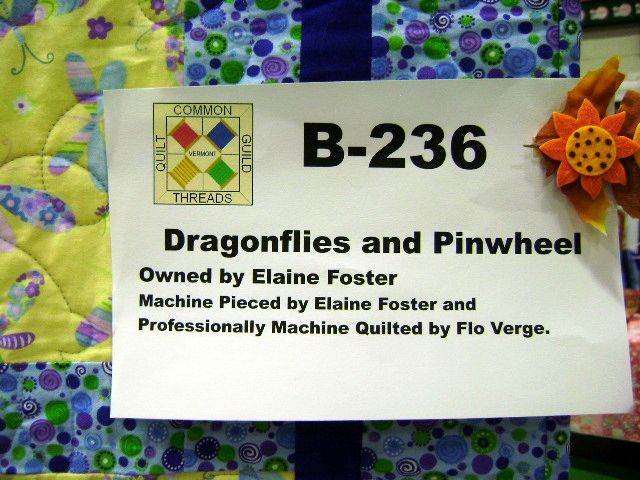 COMMON
QUILT
GUILD
VERMONT
THREADS
B-236
Dragonflies and Pinwheel
Owned by Elaine Foster
Machine Pieced by Elaine Foster and
Professionally Machine Quilted by Flo Verge.